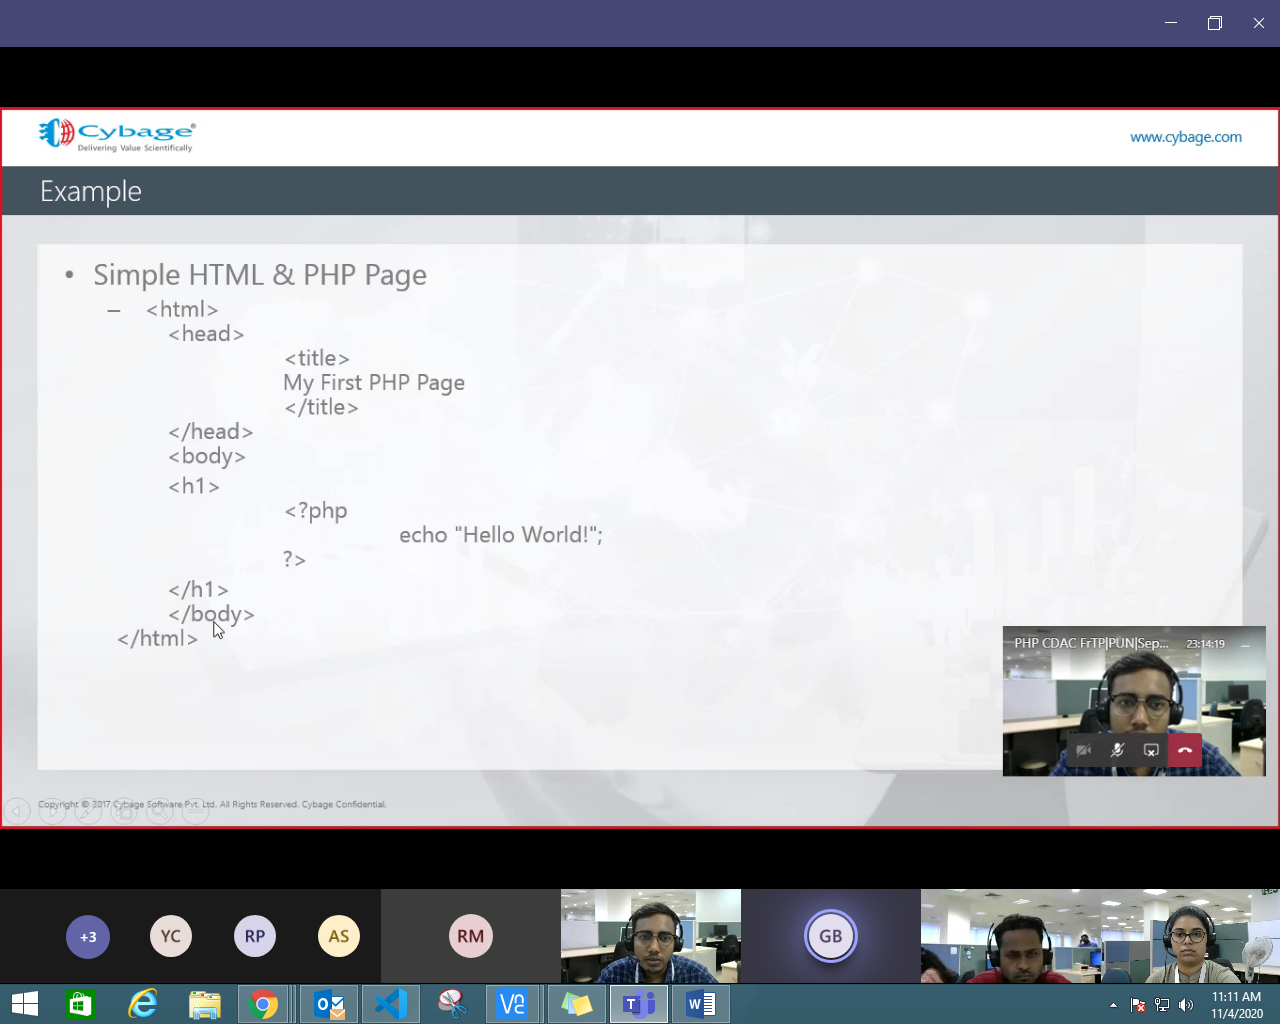 Cybage®
Delivering Value Scientifically
www.cybage.com
Example
• Simple HTML & PHP Page
– <html>
<head>
<title>
My First PHP Page
</title>
</head>
<body>
<h1>
<?php
echo "Hello World!";
?>
</h1>
</body>
</html>
PHP CDAC FrTP|PUN|Sep... 23:14:19
Copyright © 2017 Cybage Software Pvt. Ltd. All Rights Reserved. Cybage Confidential.
+3 YC RP AS RM GB
11:11 AM
11/4/2020